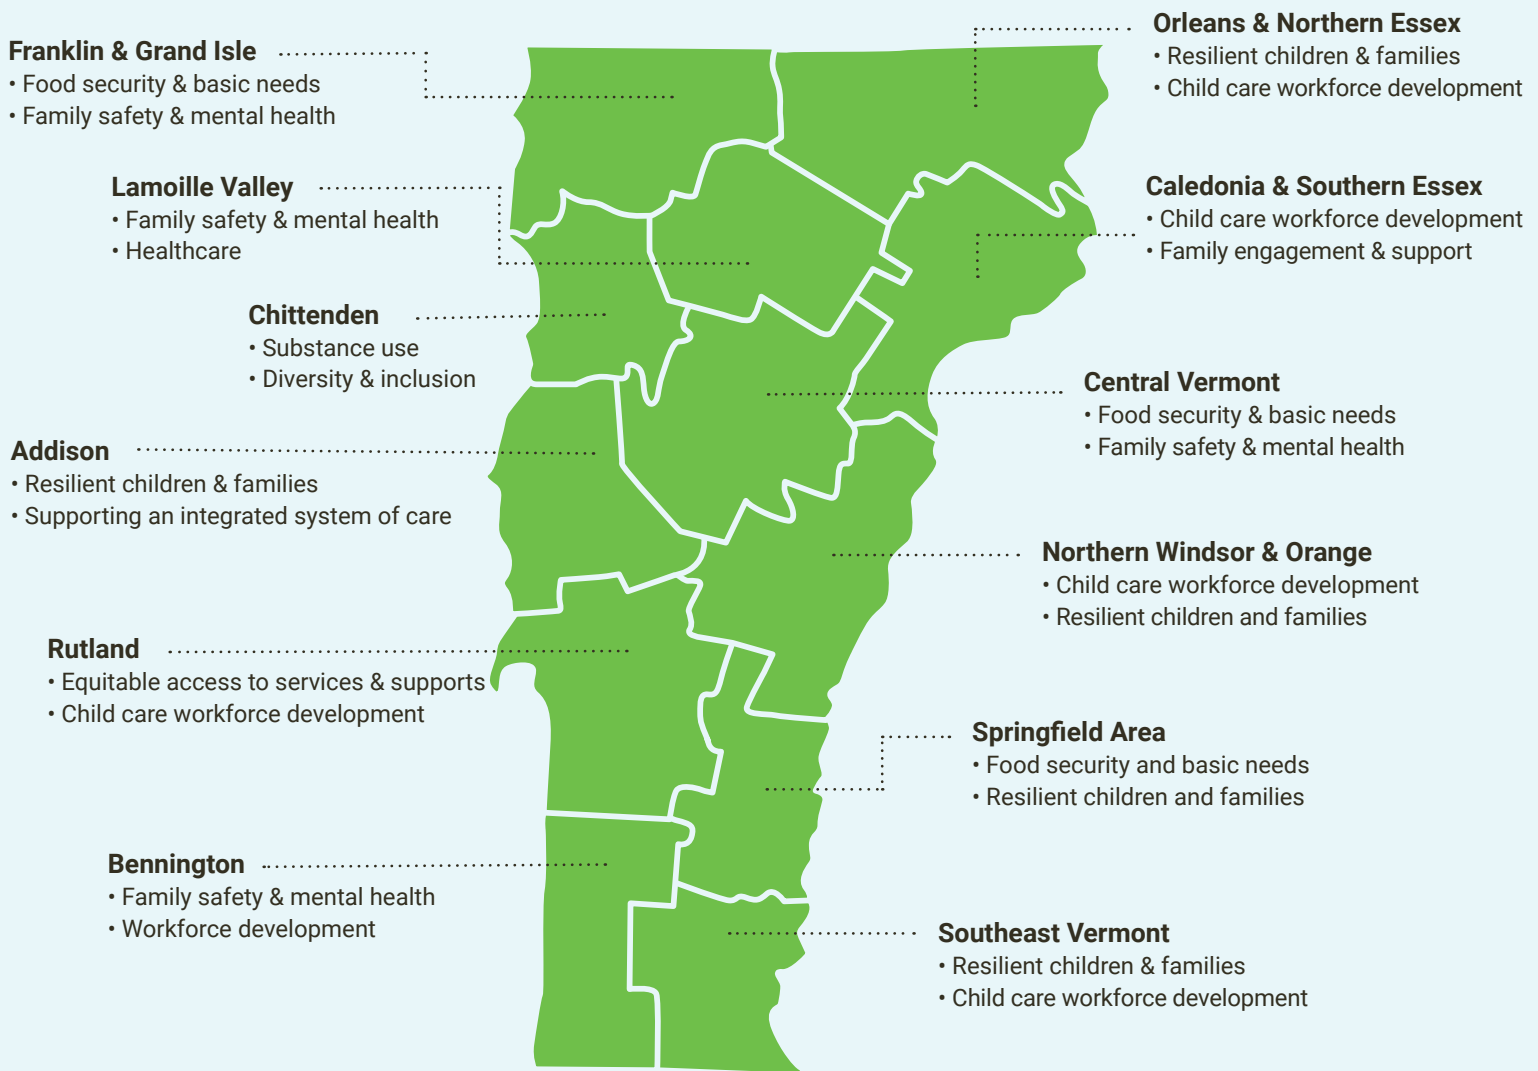 Franklin & Grand Isle
• Food security & basic needs
• Family safety & mental health
Lamoille Valley
• Family safety & mental health
• Healthcare
Chittenden
• Substance use
• Diversity & inclusion
Addison
• Resilient children & families
• Supporting an integrated system of care
Rutland
• Equitable access to services & supports
• Child care workforce development
Bennington
• Family safety & mental health
• Workforce development
Orleans & Northern Essex
• Resilient children & families
• Child care workforce development
Caledonia & Southern Essex
• Child care workforce development
• Family engagement & support
Central Vermont
• Food security & basic needs
• Family safety & mental health
Northern Windsor & Orange
• Child care workforce development
• Resilient children and families
Springfield Area
• Food security and basic needs
• Resilient children and families
Southeast Vermont
• Resilient children & families
• Child care workforce development